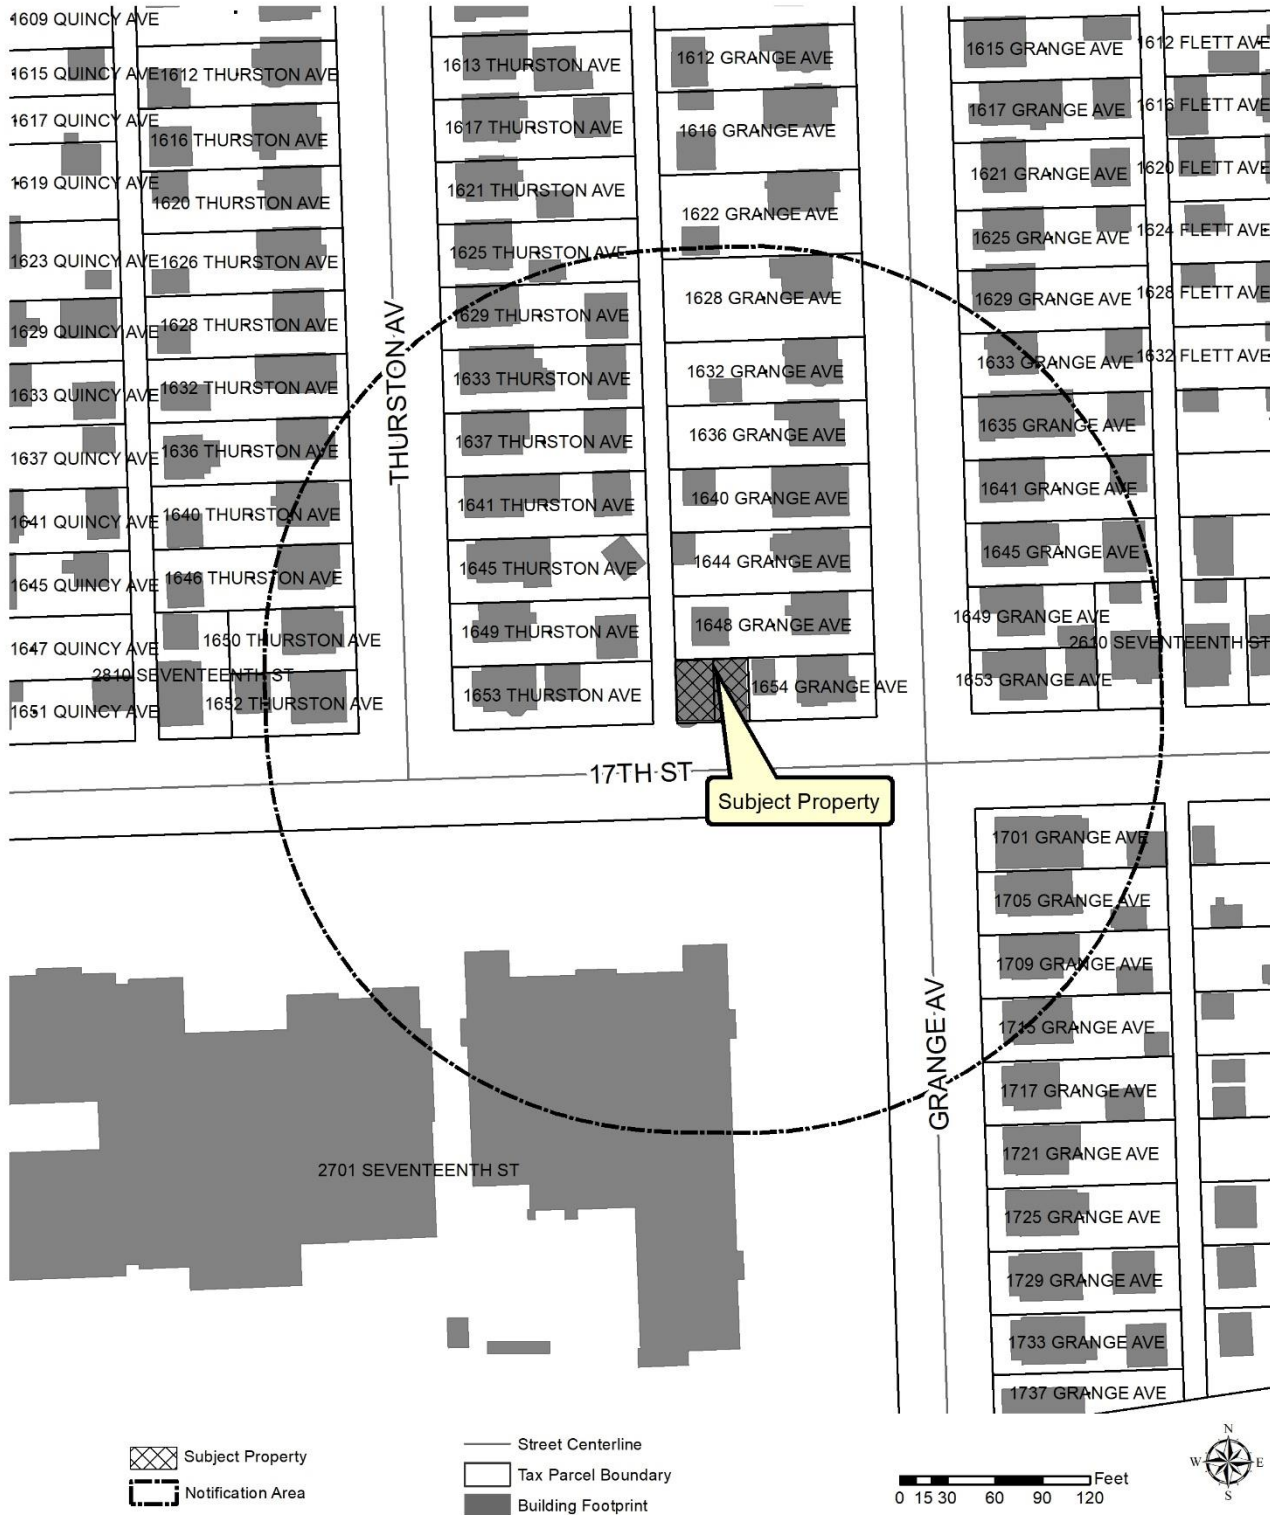 1609 QUINCY AVE
1615 QUINCY AVE
1617 QUINCY AVE
1619 QUINCY AVE
1623 QUINCY AVE
1629 QUINCY AVE
1633 QUINCY AVE
1637 QUINCY AVE
1641 QUINCY AVE
1645 QUINCY AVE
1647 QUINCY AVE
1651 QUINCY AVE
2810 SEVENTEENTH ST
1612 THURSTON AVE
1616 THURSTON AVE
1620 THURSTON AVE
1626 THURSTON AVE
1628 THURSTON AVE
1632 THURSTON AVE
1636 THURSTON AVE
1640 THURSTON AVE
1646 THURSTON AVE
1650 THURSTON AVE
1652 THURSTON AVE
THURSTON AV
1613 THURSTON AVE
1617 THURSTON AVE
1621 THURSTON AVE
1625 THURSTON AVE
1629 THURSTON AVE
1633 THURSTON AVE
1637 THURSTON AVE
1641 THURSTON AVE
1645 THURSTON AVE
1649 THURSTON AVE
1653 THURSTON AVE
1612 GRANGE AVE
1616 GRANGE AVE
1622 GRANGE AVE
1628 GRANGE AVE
1632 GRANGE AVE
1636 GRANGE AVE
1640 GRANGE AVE
1644 GRANGE AVE
1648 GRANGE AVE
1654 GRANGE AVE
1615 GRANGE AVE
1617 GRANGE AVE
1621 GRANGE AVE
1625 GRANGE AVE
1629 GRANGE AVE
1633 GRANGE AVE
1635 GRANGE AVE
1641 GRANGE AVE
1645 GRANGE AVE
1649 GRANGE AVE
1653 GRANGE AVE
1612 FLETT AVE
1616 FLETT AVE
1620 FLETT AVE
1624 FLETT AVE
1628 FLETT AVE
1632 FLETT AVE
2610 SEVENTEENTH ST
17TH ST
Subject Property
GRANGE AV
1701 GRANGE AVE
1705 GRANGE AVE
1709 GRANGE AVE
1715 GRANGE AVE
1717 GRANGE AVE
1721 GRANGE AVE
1725 GRANGE AVE
1729 GRANGE AVE
1733 GRANGE AVE
1737 GRANGE AVE
2701 SEVENTEENTH ST
Subject Property
Notification Area
Street Centerline
Tax Parcel Boundary
Building Footprint
Feet
0 15 30 60 90 120
N
W E
S